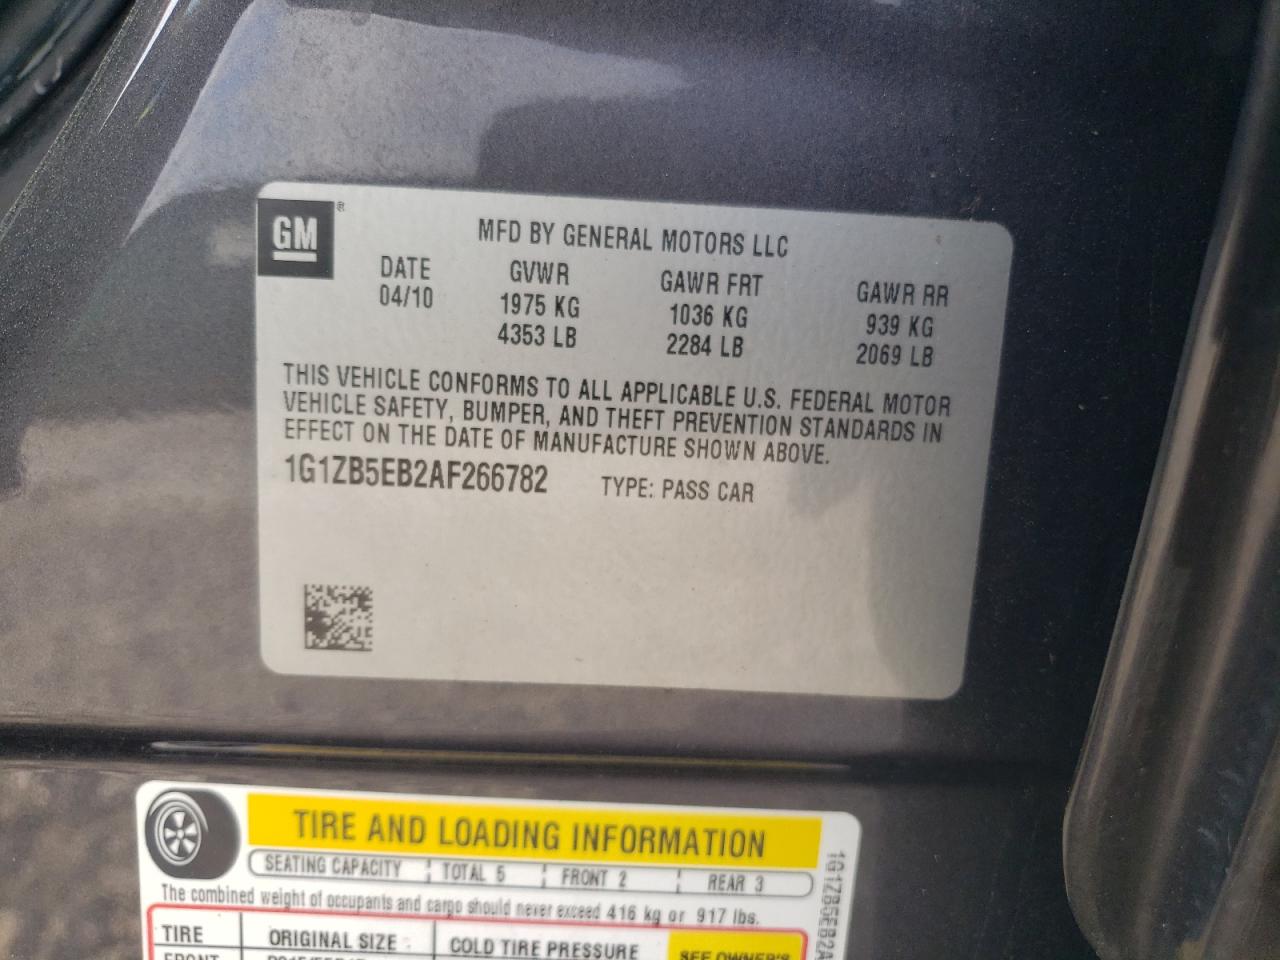 GM ®
MFD BY GENERAL MOTORS LLC
DATE GVWR GAWR FRT GAWR RR
04/10 1975 KG 1036 KG 939 KG
4353 LB 2284 LB 2069 LB
THIS VEHICLE CONFORMS TO ALL APPLICABLE U.S. FEDERAL MOTOR
VEHICLE SAFETY, BUMPER, AND THEFT PREVENTION STANDARDS IN
EFFECT ON THE DATE OF MANUFACTURE SHOWN ABOVE.
1G1ZB5EB2AF266782 TYPE: PASS CAR
TIRE AND LOADING INFORMATION
SEATING CAPACITY TOTAL 5 FRONT 2 REAR 3
The combined weight of occupants and cargo should never exceed 416 kg or 917 lbs.
TIRE ORIGINAL SIZE COLD TIRE PRESSURE SEE OWNER'S
FRONT
1G1ZB5EB2A